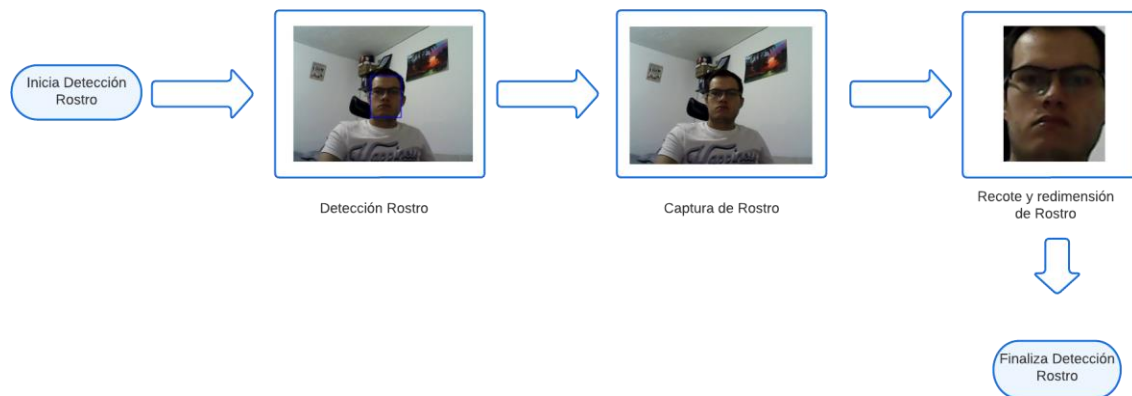 Inicia Detección
Rostro
Detección Rostro
Captura de Rostro
Recote y redimensión
de Rostro
Finaliza Detección
Rostro